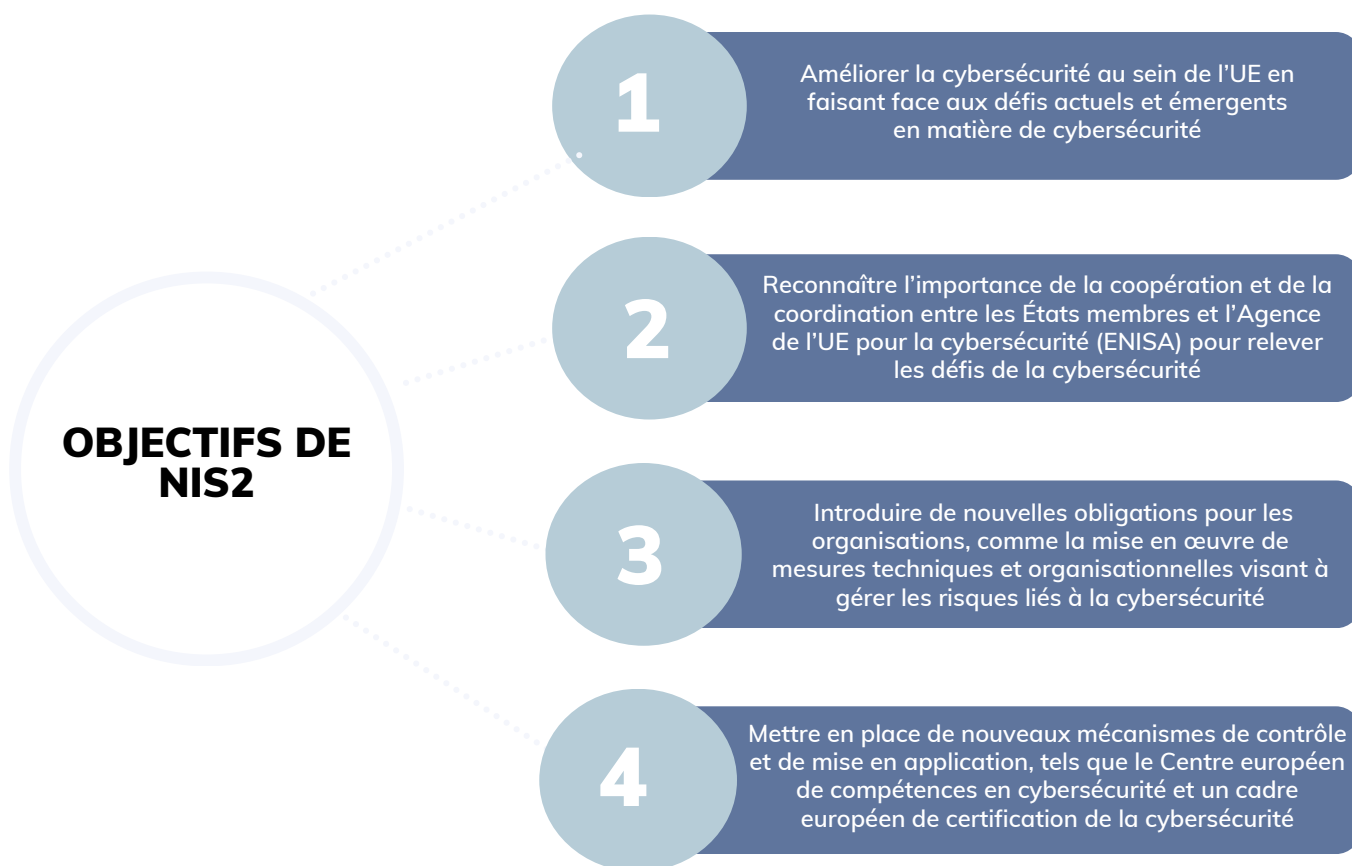 OBJECTIFS DE
NIS2
1
Améliorer la cybersécurité au sein de l’UE en
faisant face aux défis actuels et émergents
en matière de cybersécurité
2
Reconnaître l’importance de la coopération et de la
coordination entre les États membres et l’Agence
de l’UE pour la cybersécurité (ENISA) pour relever
les défis de la cybersécurité
3
Introduire de nouvelles obligations pour les
organisations, comme la mise en œuvre de
mesures techniques et organisationnelles visant à
gérer les risques liés à la cybersécurité
4
Mettre en place de nouveaux mécanismes de contrôle
et de mise en application, tels que le Centre européen
de compétences en cybersécurité et un cadre
européen de certification de la cybersécurité